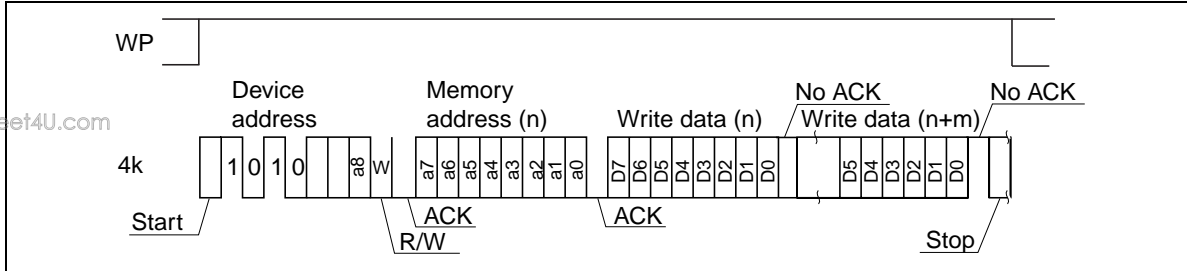 WP
Device address
Memory address (n)
Write data (n)
No ACK
Write data (n+m)
No ACK
eet4U.com
4k
1 0 1 0 a8 W a7 a6 a5 a4 a3 a2 a1 a0 D7 D6 D5 D4 D3 D2 D1 D0 D5 D4 D3 D2 D1 D0
Start
ACK
R/W
ACK
Stop